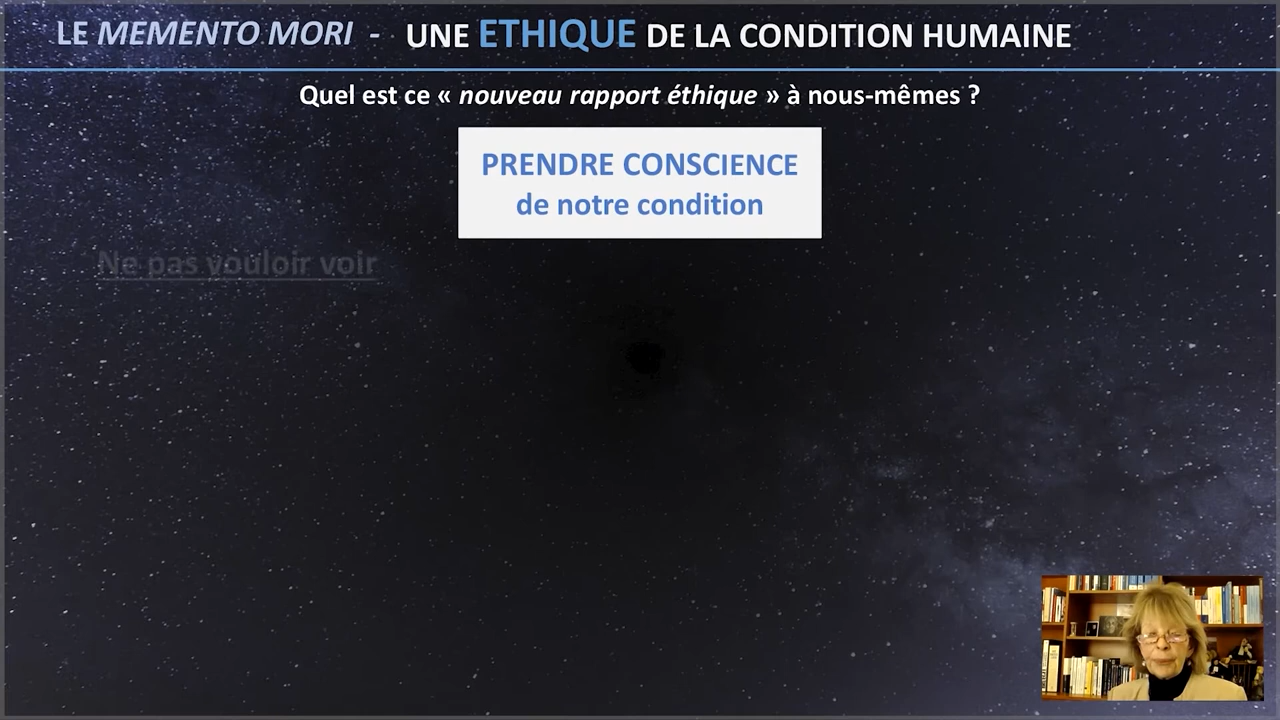 LE MEMENTO MORI - UNE ETHIQUE DE LA CONDITION HUMAINE
Quel est ce « nouveau rapport éthique » à nous-mêmes ?
PRENDRE CONSCIENCE
de notre condition
Ne pas vouloir voir